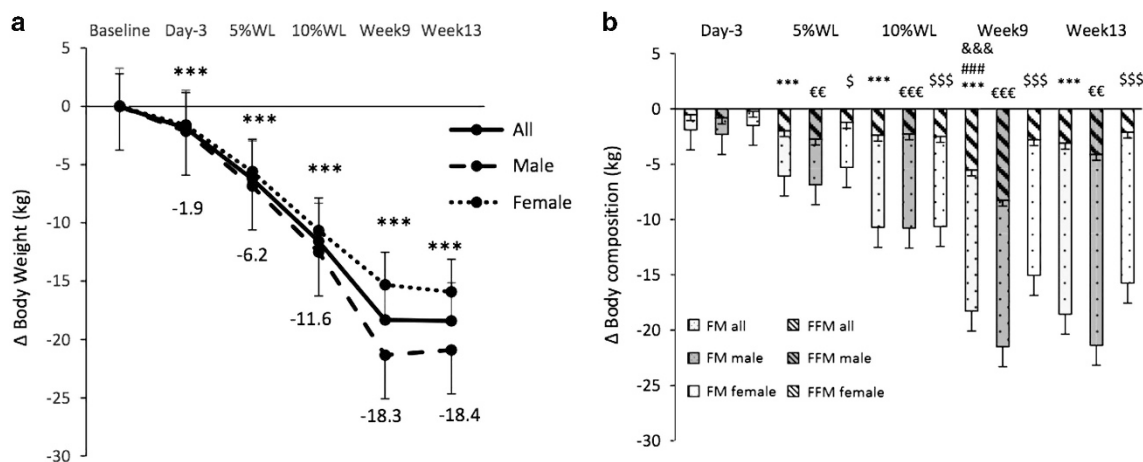 a
Baseline Day-3 5%WL 10%WL Week9 Week13
5
0
-5
-10
-15
-20
-25
-30
Δ Body Weight (kg)
***
***
***
***
***
All
Male
Female
-1.9
-6.2
-11.6
-18.3
-18.4
b
Day-3 5%WL 10%WL Week9 Week13
5
0
-5
-10
-15
-20
-25
-30
Δ Body composition (kg)
&&&
###
*** €€ $ *** €€€ $$$ *** €€€ $$$ *** €€ $$$
FM all FFM all
FM male FFM male
FM female FFM female